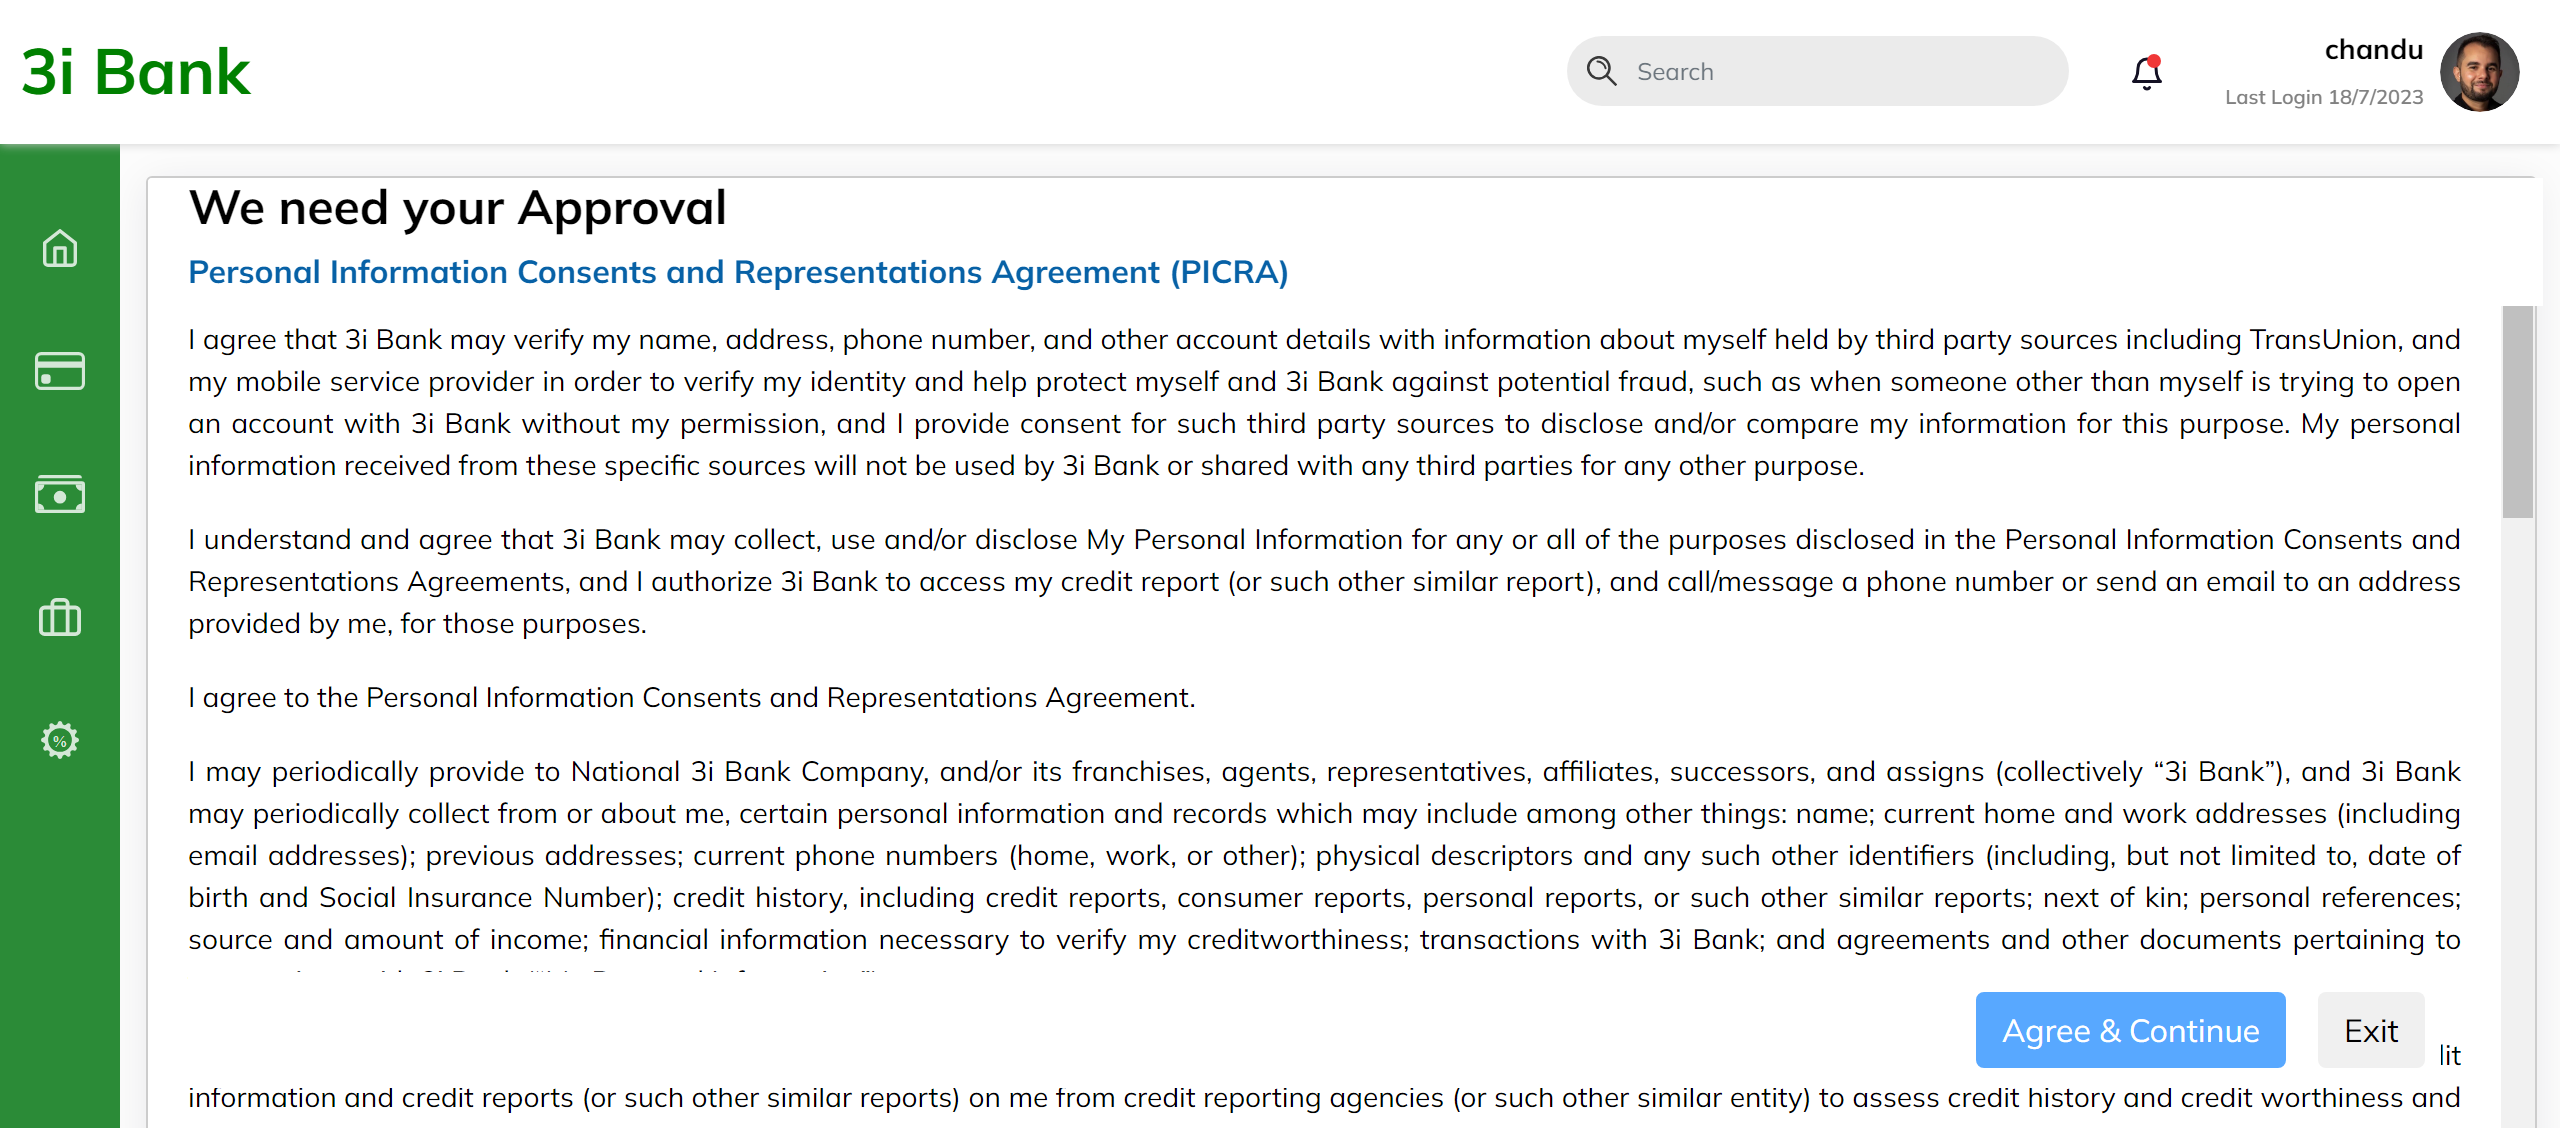 3i Bank
Search
chandu
Last Login 18/7/2023
We need your Approval
Personal Information Consents and Representations Agreement (PICRA)
I agree that 3i Bank may verify my name, address, phone number, and other account details with information about myself held by third party sources including TransUnion, and
my mobile service provider in order to verify my identity and help protect myself and 3i Bank against potential fraud, such as when someone other than myself is trying to open
an account with 3i Bank without my permission, and I provide consent for such third party sources to disclose and/or compare my information for this purpose. My personal
information received from these specific sources will not be used by 3i Bank or shared with any third parties for any other purpose.
I understand and agree that 3i Bank may collect, use and/or disclose My Personal Information for any or all of the purposes disclosed in the Personal Information Consents and
Representations Agreements, and I authorize 3i Bank to access my credit report (or such other similar report), and call/message a phone number or send an email to an address
provided by me, for those purposes.
I agree to the Personal Information Consents and Representations Agreement.
I may periodically provide to National 3i Bank Company, and/or its franchises, agents, representatives, affiliates, successors, and assigns (collectively “3i Bank”), and 3i Bank
may periodically collect from or about me, certain personal information and records which may include among other things: name; current home and work addresses (including
email addresses); previous addresses; current phone numbers (home, work, or other); physical descriptors and any such other identifiers (including, but not limited to, date of
birth and Social Insurance Number); credit history, including credit reports, consumer reports, personal reports, or such other similar reports; next of kin; personal references;
source and amount of income; financial information necessary to verify my creditworthiness; transactions with 3i Bank; and agreements and other documents pertaining to
Agree & Continue
Exit
%
information and credit reports (or such other similar reports) on me from credit reporting agencies (or such other similar entity) to assess credit history and credit worthiness and